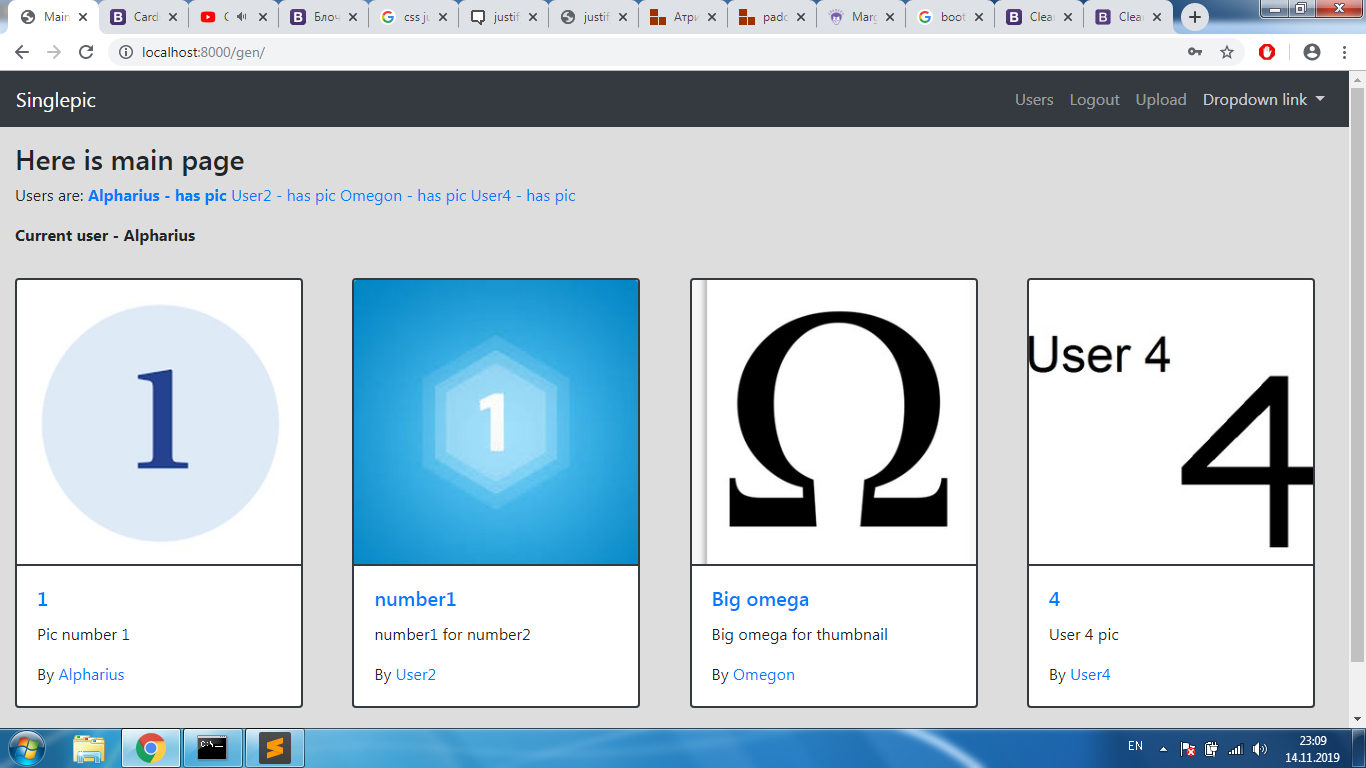 Main
Card
Блоч
css ju
justif
justif
Атри
padd
Marg
boot
Clea
Clea
localhost:8000/gen/
Singlepic
Users Logout Upload Dropdown link
Here is main page
Users are: Alpharius - has pic User2 - has pic Omegon - has pic User4 - has pic
Current user - Alpharius
1
1
Ω
User 4
4
1
Pic number 1
By Alpharius
number1
number1 for number2
By User2
Big omega
Big omega for thumbnail
By Omegon
4
User 4 pic
By User4
EN
23:09
14.11.2019